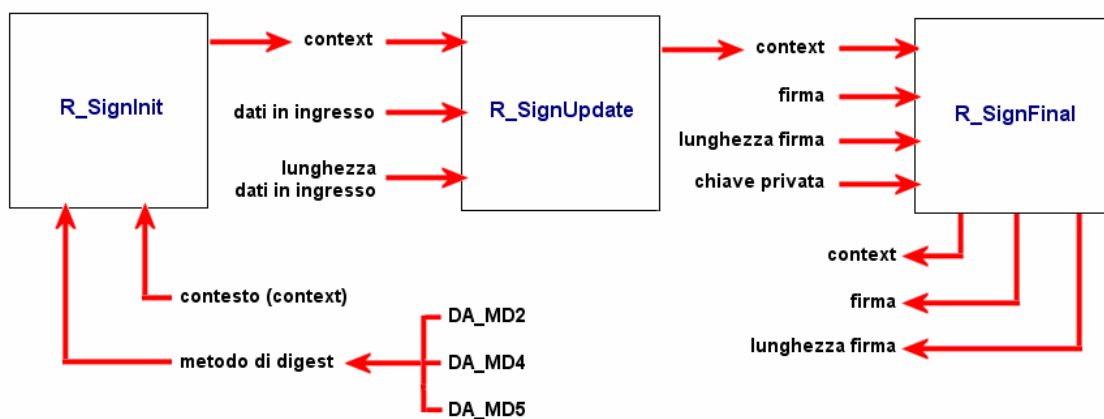 R_SignInit
context
dati in ingresso
lunghezza
dati in ingresso
R_SignUpdate
context
firma
lunghezza firma
chiave privata
R_SignFinal
context
firma
lunghezza firma
contesto (context)
metodo di digest
DA_MD2
DA_MD4
DA_MD5